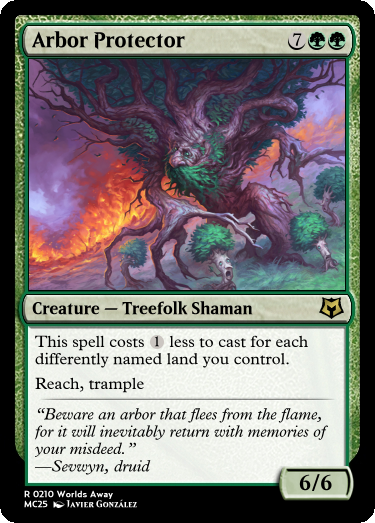 Arbor Protector 7
Creature — Treefolk Shaman
This spell costs 1 less to cast for each
differently named land you control.
Reach, trample
“Beware an arbor that flees from the flame,
for it will inevitably return with memories of
your misdeed.”
—Sevwyn, druid
6/6
R 0210 Worlds Away
MC25 Javier González